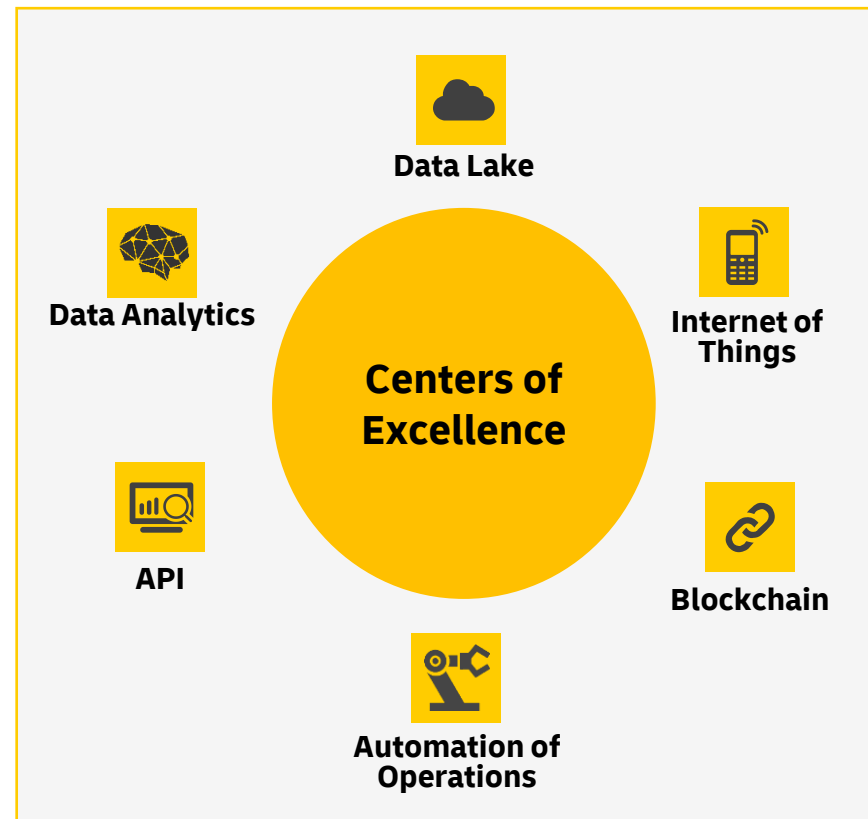 Data Lake
Data Analytics
Internet of
Things
Centers of
Excellence
API
Blockchain
Automation of
Operations